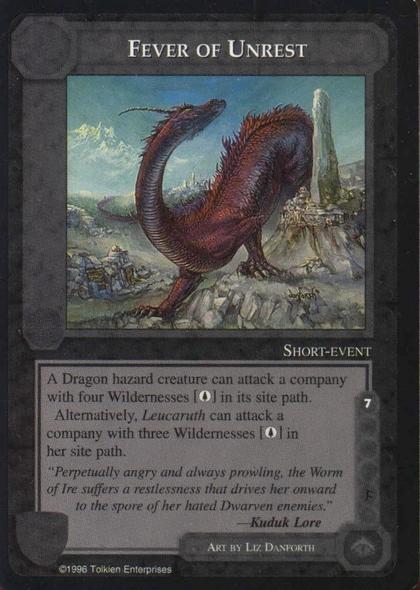 FEVER OF UNREST
DANFORTH
SHORT-EVENT
A Dragon hazard creature can attack a company
with four Wildernesses [ ] in its site path.
Alternatively, Leucaruth can attack a
company with three Wildernesses [ ] in
her site path.
7
"Perpetually angry and always prowling, the Worm
of Ire suffers a restlessness that drives her onward
to the spore of her hated Dwarven enemies."
—Kuduk Lore
ART BY LIZ DANFORTH
©1996 Tolkien Enterprises